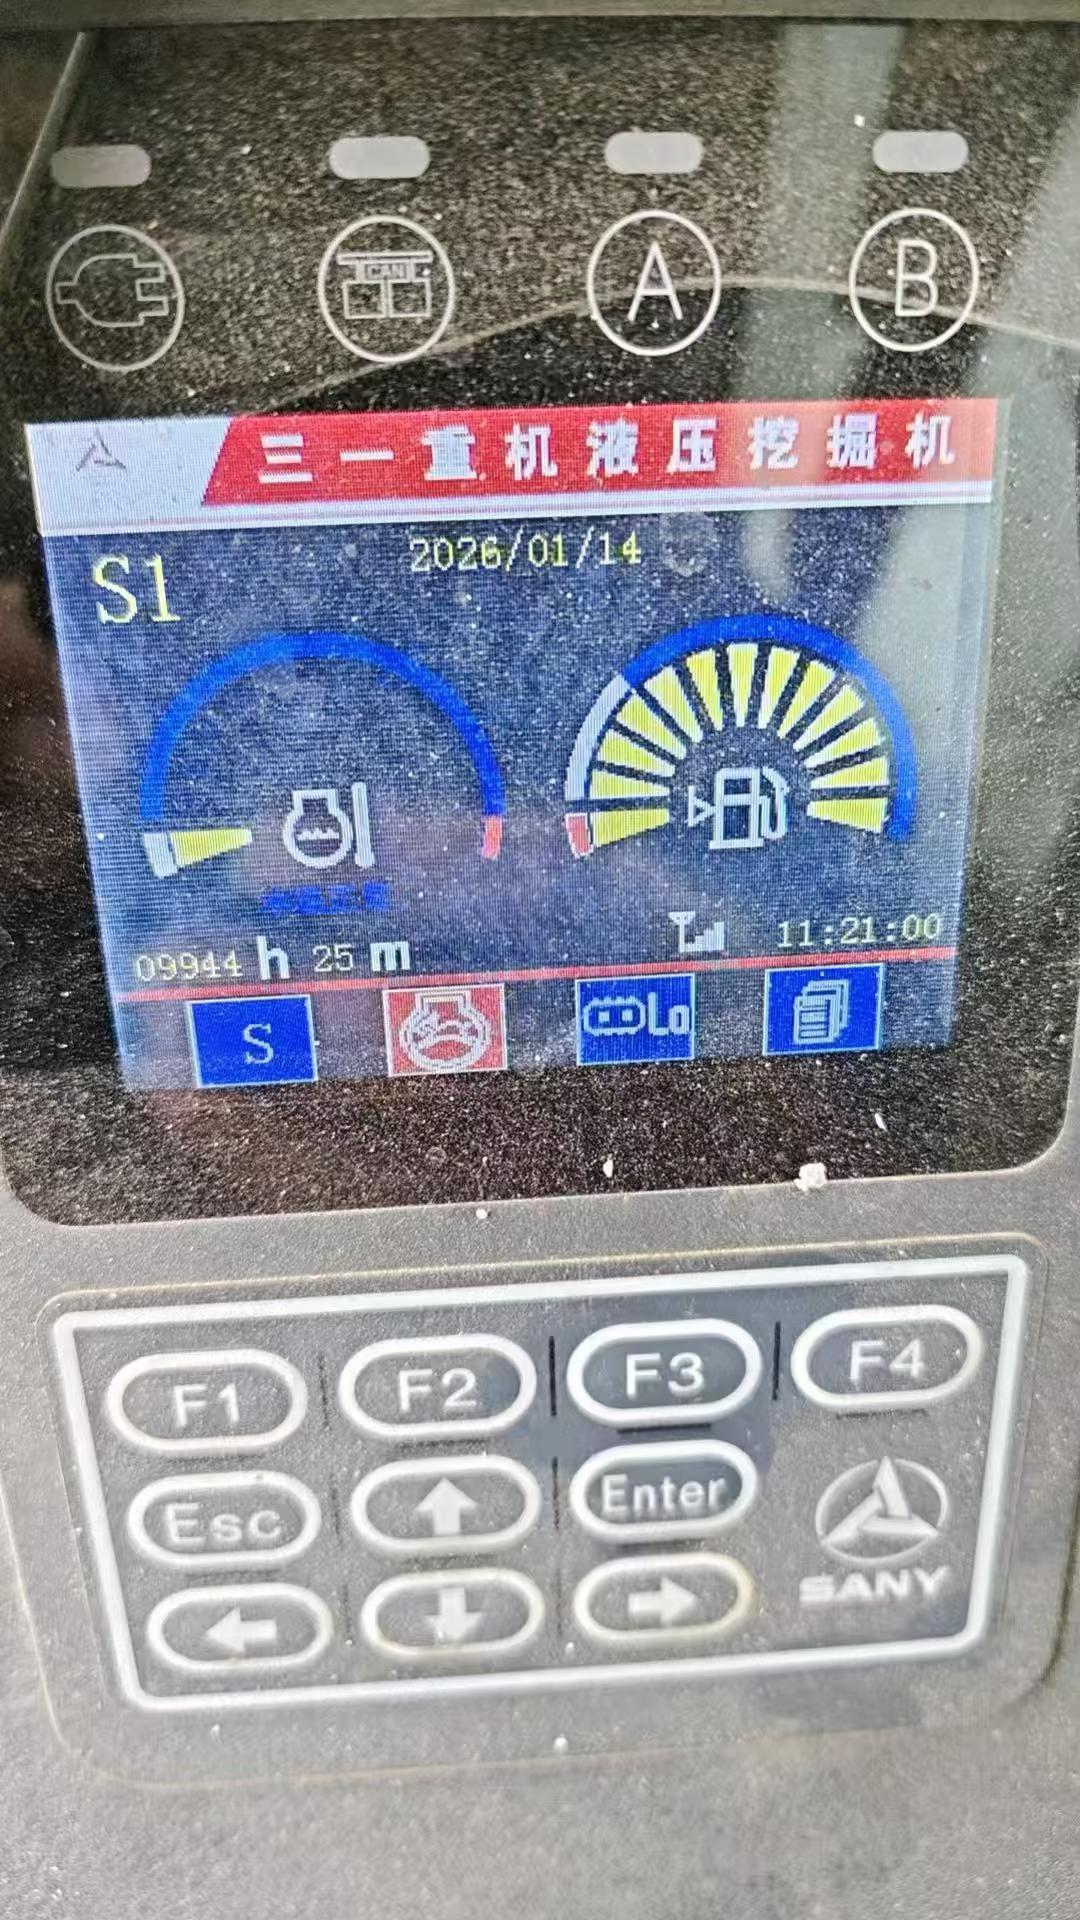 CAN
A B
三一重机液压挖掘机
2026/01/14
S1
09944 h 25 m
11:21:00
S
Lo
F1 F2 F3 F4
Esc Enter
SANY